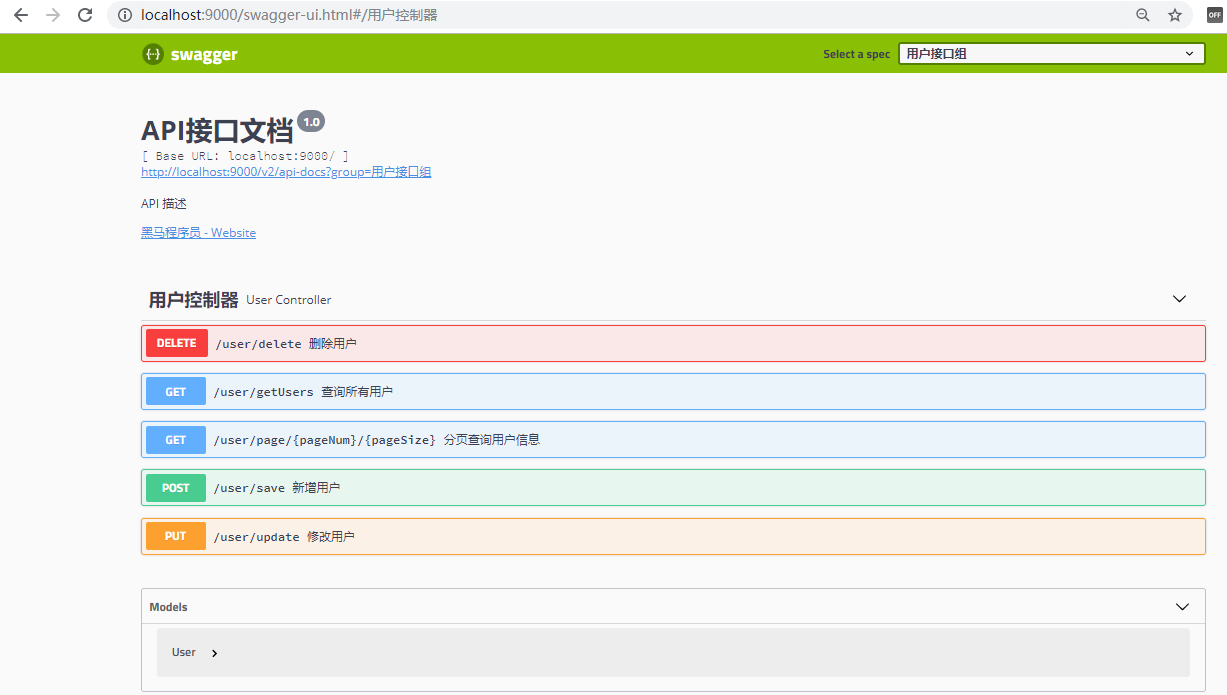 localhost:9000/swagger-ui.html#/用户控制器
OFF
{···} swagger
Select a spec 用户接口组
API接口文档 1.0
[ Base URL: localhost:9000/ ]
http://localhost:9000/v2/api-docs?group=用户接口组
API 描述
黑马程序员 - Website
用户控制器 User Controller
DELETE /user/delete 删除用户
GET /user/getUsers 查询所有用户
GET /user/page/{pageNum}/{pageSize} 分页查询用户信息
POST /user/save 新增用户
PUT /user/update 修改用户
Models
User